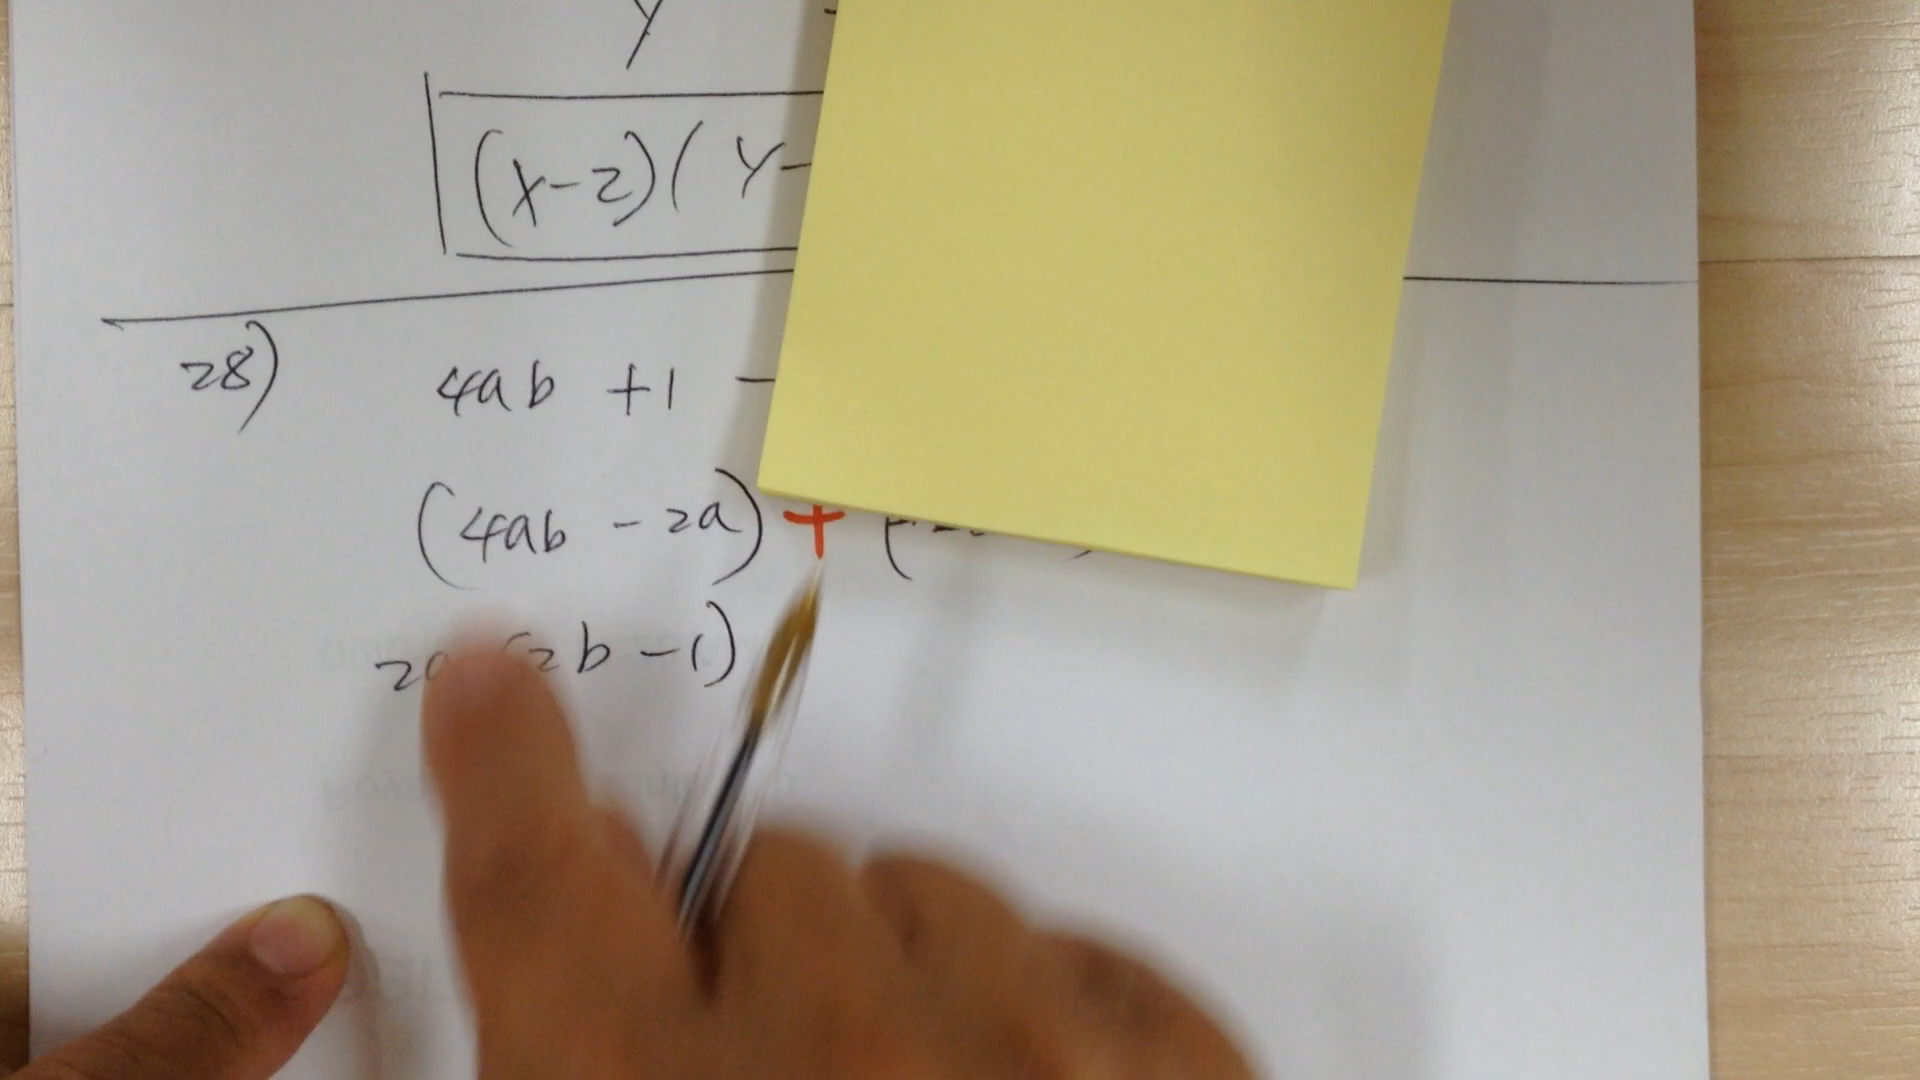 y
(x-2)( y-
28) 4ab +1 -
(4ab - 2a) + (
2a (2b -1)